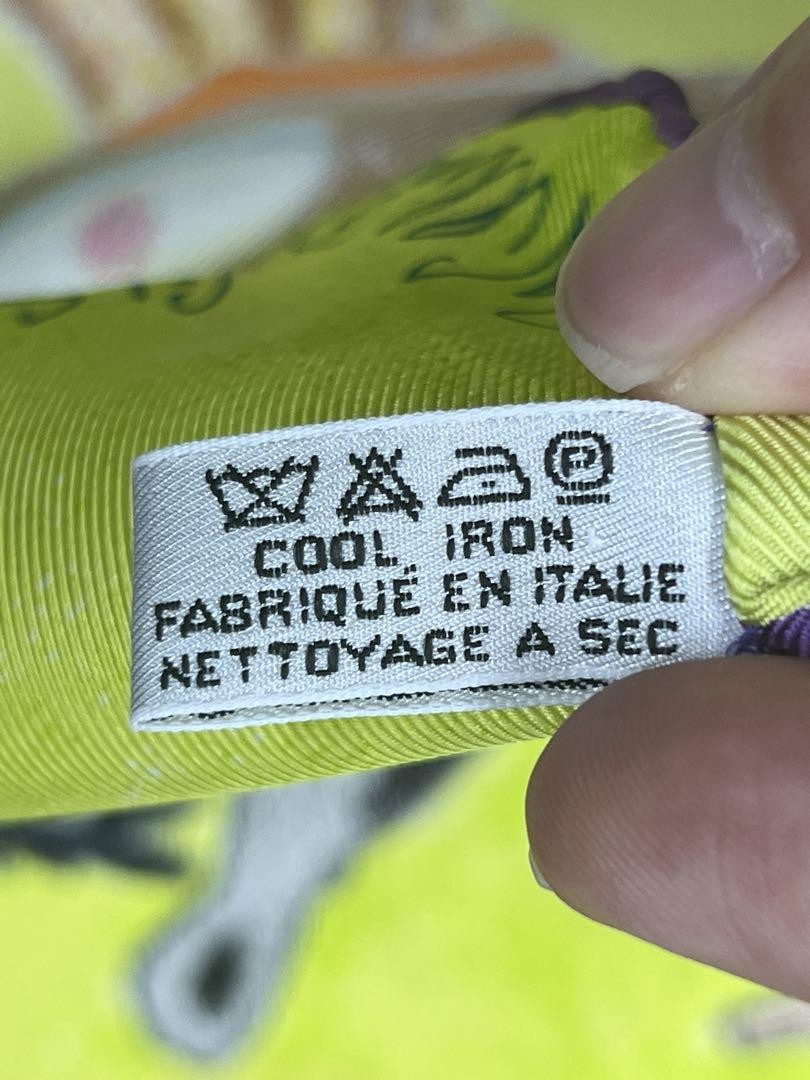 P
COOL IRON
FABRIQUÉ EN ITALIE
NETTOYAGE A SEC